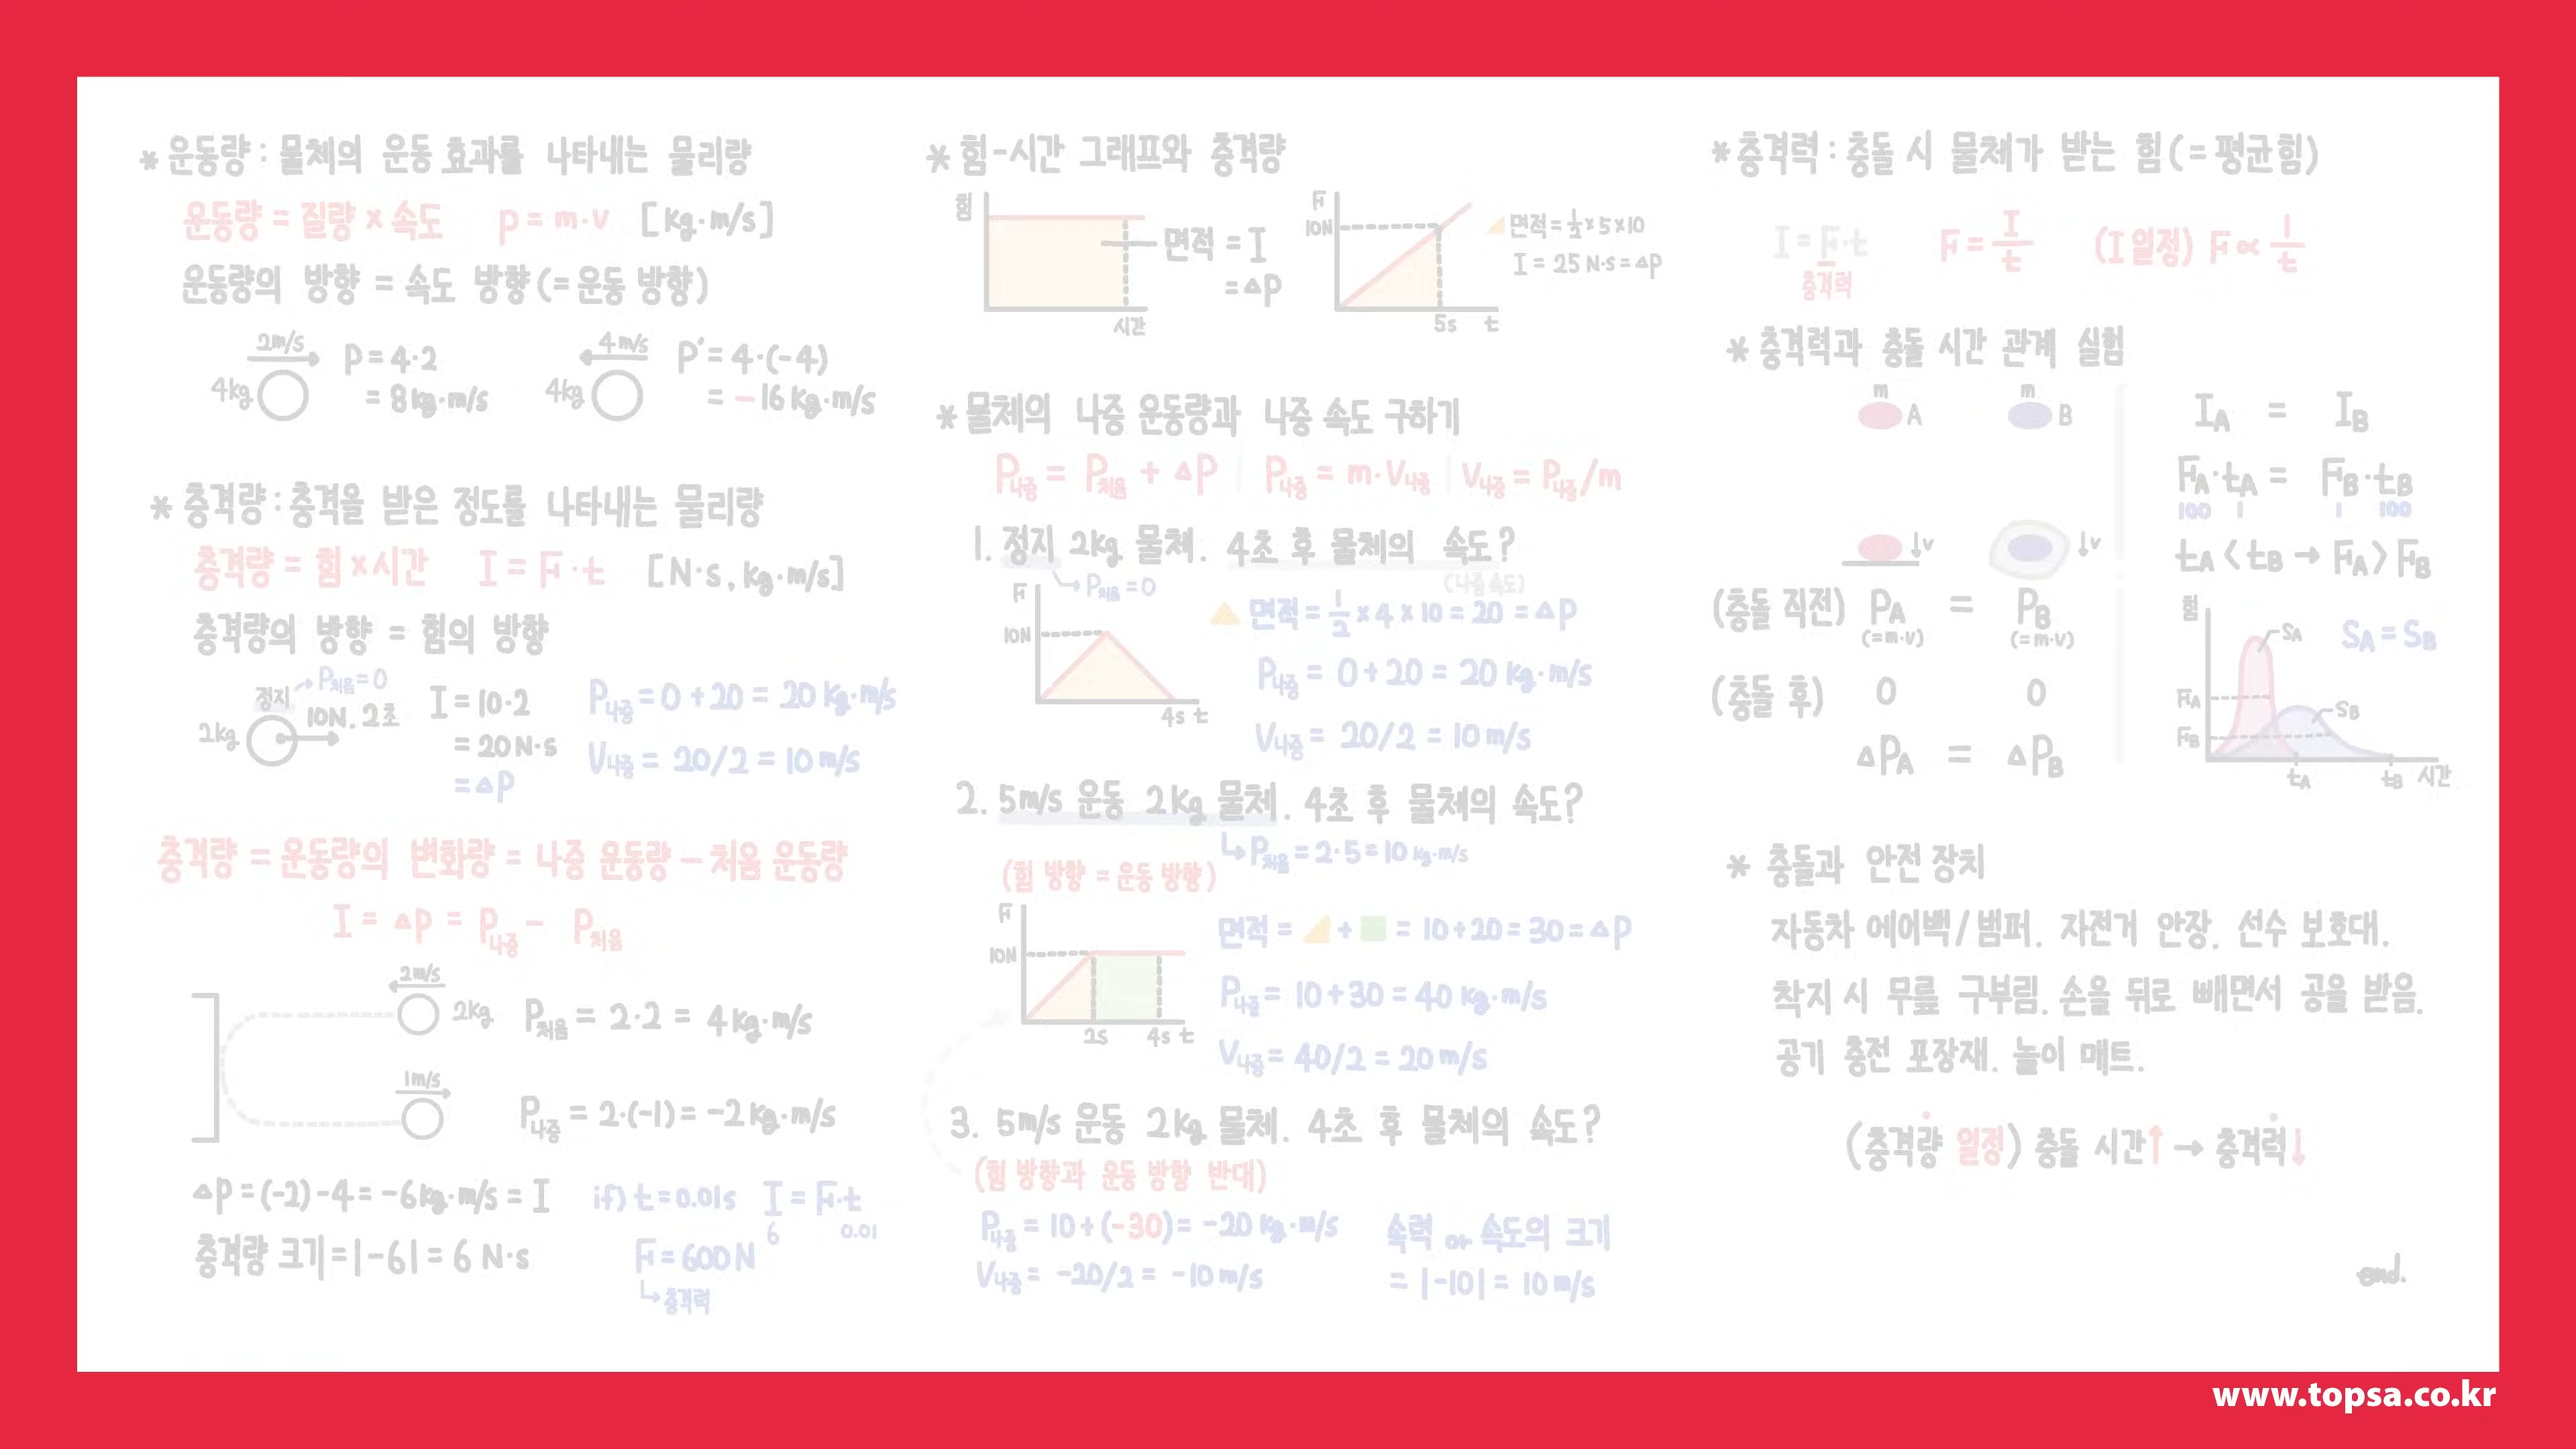 * 운동량 : 물체의 운동 효과를 나타내는 물리량
운동량 = 질량 × 속도 p = m·v [kg·m/s]
운동량의 방향 = 속도 방향 (= 운동 방향)
2m/s
4kg
p = 4·2
= 8kg·m/s
4m/s
4kg
p' = 4·(-4)
= -16kg·m/s
* 충격량 : 충격을 받은 정도를 나타내는 물리량
충격량 = 힘 × 시간 I = F·t [N·s, kg·m/s]
충격량의 방향 = 힘의 방향
정지 → P처음 = 0
2kg
10N. 2초
I = 10·2
= 20N·s
= △P
P나중 = 0 + 20 = 20 kg·m/s
V나중 = 20/2 = 10 m/s
충격량 = 운동량의 변화량 = 나중 운동량 - 처음 운동량
I = △P = P나중 - P처음
2m/s
2kg
P처음 = 2·2 = 4kg·m/s
1m/s
P나중 = 2·(-1) = -2kg·m/s
△P = (-2) - 4 = -6kg·m/s = I
충격량 크기 = |-6| = 6 N·s
if) t = 0.01s I = F·t
6 0.01
F = 600N
↳ 충격력
* 힘-시간 그래프와 충격량
힘
시간
면적 = I
= △P
F
10N
5s t
면적 = ½ × 5 × 10
I = 25 N·s = △P
* 물체의 나중 운동량과 나중 속도 구하기
P나중 = P처음 + △P | P나중 = m·V나중 | V나중 = P나중/m
1. 정지 2kg 물체. 4초 후 물체의 속도?
→ P처음 = 0
(나중 속도)
F
10N
4s t
면적 = ½ × 4 × 10 = 20 = △P
P나중 = 0 + 20 = 20 kg·m/s
V나중 = 20/2 = 10 m/s
2. 5m/s 운동 2kg 물체. 4초 후 물체의 속도?
↳ P처음 = 2·5 = 10 kg·m/s
(힘 방향 = 운동 방향)
F
10N
2s 4s t
면적 = + = 10 + 20 = 30 = △P
P나중 = 10 + 30 = 40 kg·m/s
V나중 = 40/2 = 20 m/s
3. 5m/s 운동 2kg 물체. 4초 후 물체의 속도?
(힘 방향과 운동 방향 반대)
P나중 = 10 + (-30) = -20 kg·m/s
V나중 = -20/2 = -10 m/s
속력 or 속도의 크기
= |-10| = 10 m/s
* 충격력 : 충돌 시 물체가 받는 힘 (= 평균힘)
I = F·t F = I/t (I 일정) F ∝ 1/t
충격력
* 충격력과 충돌 시간 관계 실험
m m
A B
↓v ↓v
(충돌 직전) PA = PB
(=m·v) (=m·v)
(충돌 후) 0 0
△PA = △PB
IA = IB
FA·tA = FB·tB
100 1 1 100
tA < tB → FA > FB
힘
SA
SA = SB
FA
SB
FB
tA tB 시간
* 충돌과 안전 장치
자동차 에어백/범퍼. 자전거 안장. 선수 보호대.
착지 시 무릎 구부림. 손을 뒤로 빼면서 공을 받음.
공기 충전 포장재. 놀이 매트.
(충격량 일정) 충돌 시간↑ → 충격력↓
end.
www.topsa.co.kr